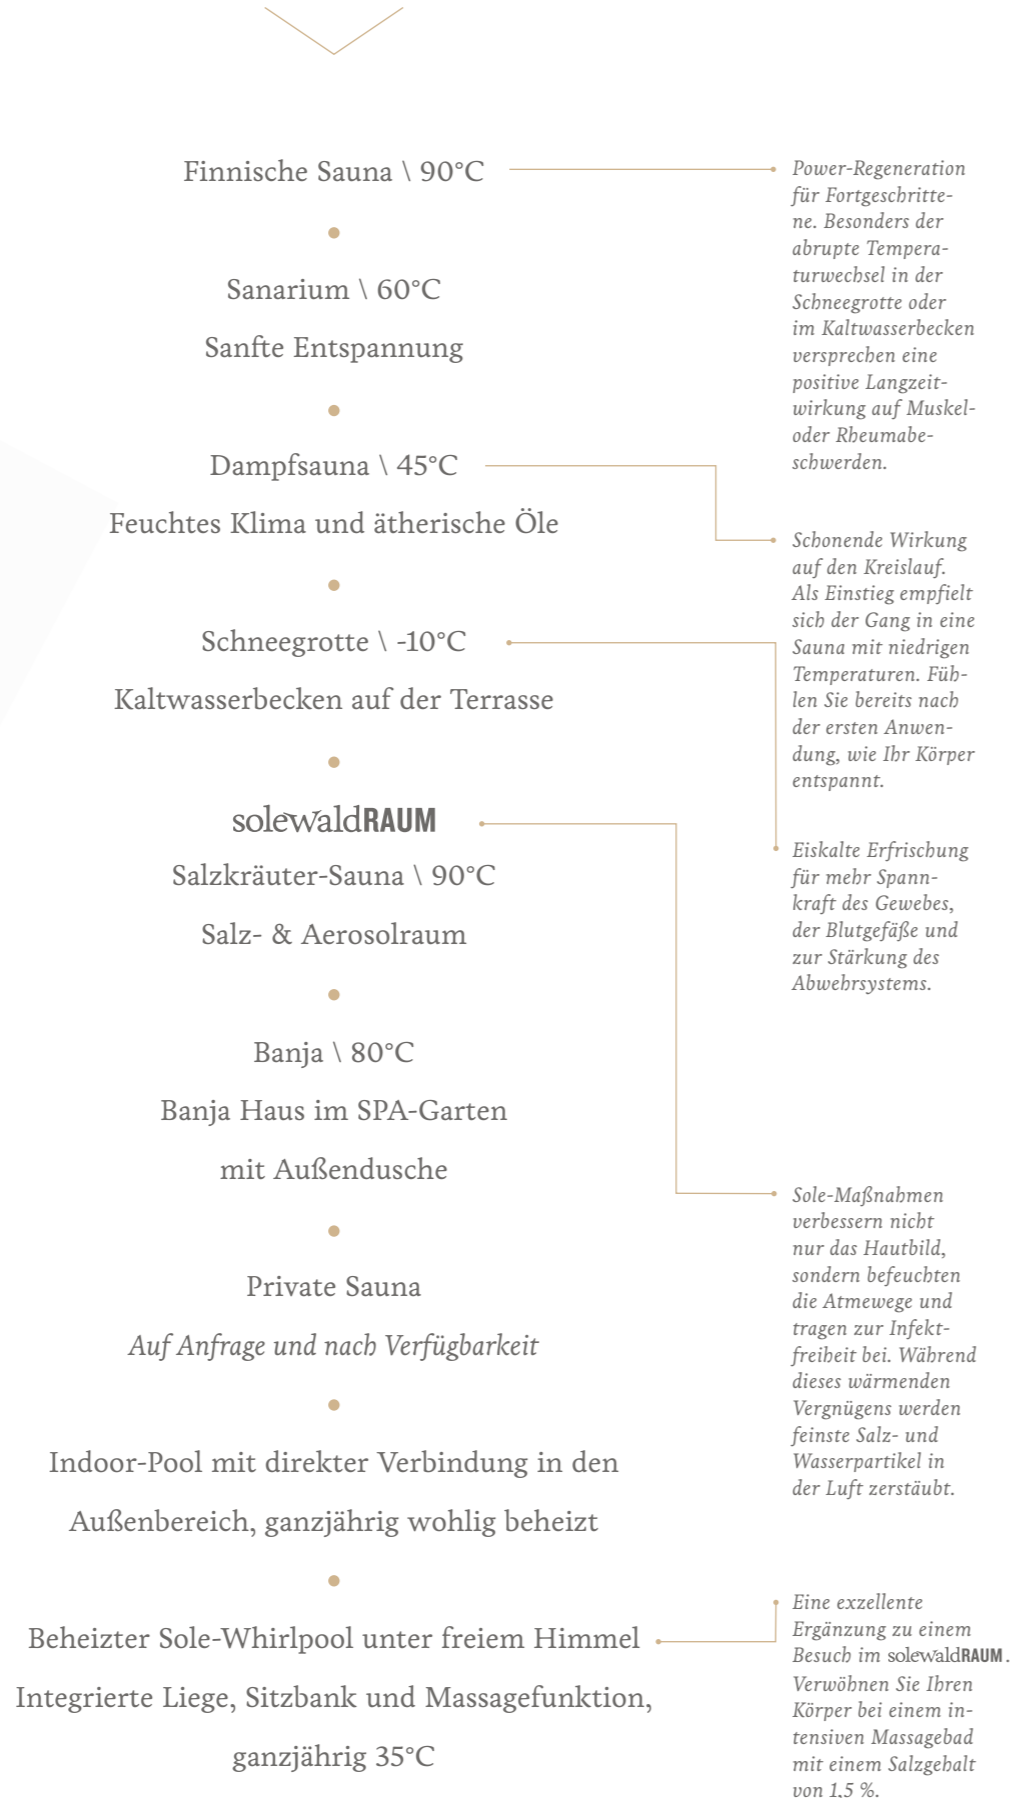 Finnische Sauna \ 90°C
Power-Regeneration
für Fortgeschritte-
ne. Besonders der
abrupte Tempera-
turwechsel in der
Schneegrotte oder
im Kaltwasserbecken
versprechen eine
positive Langzeit-
wirkung auf Muskel-
oder Rheumabe-
schwerden.
Sanarium \ 60°C
Sanfte Entspannung
Dampfsauna \ 45°C
Feuchtes Klima und ätherische Öle
Schonende Wirkung
auf den Kreislauf.
Als Einstieg empfielt
sich der Gang in eine
Sauna mit niedrigen
Temperaturen. Füh-
len Sie bereits nach
der ersten Anwen-
dung, wie Ihr Körper
entspannt.
Schneegrotte \ -10°C
Kaltwasserbecken auf der Terrasse
Eiskalte Erfrischung
für mehr Spann-
kraft des Gewebes,
der Blutgefäße und
zur Stärkung des
Abwehrsystems.
solewaldRAUM
Salzkräuter-Sauna \ 90°C
Salz- & Aerosolraum
Sole-Maßnahmen
verbessern nicht
nur das Hautbild,
sondern befeuchten
die Atmewege und
tragen zur Infekt-
freiheit bei. Während
dieses wärmenden
Vergnügens werden
feinste Salz- und
Wasserpartikel in
der Luft zerstäubt.
Banja \ 80°C
Banja Haus im SPA-Garten
mit Außendusche
Private Sauna
Auf Anfrage und nach Verfügbarkeit
Indoor-Pool mit direkter Verbindung in den
Außenbereich, ganzjährig wohlig beheizt
Beheizter Sole-Whirlpool unter freiem Himmel
Integrierte Liege, Sitzbank und Massagefunktion,
ganzjährig 35°C
Eine exzellente
Ergänzung zu einem
Besuch im solewaldRAUM.
Verwöhnen Sie Ihren
Körper bei einem in-
tensiven Massagebad
mit einem Salzgehalt
von 1,5 %.